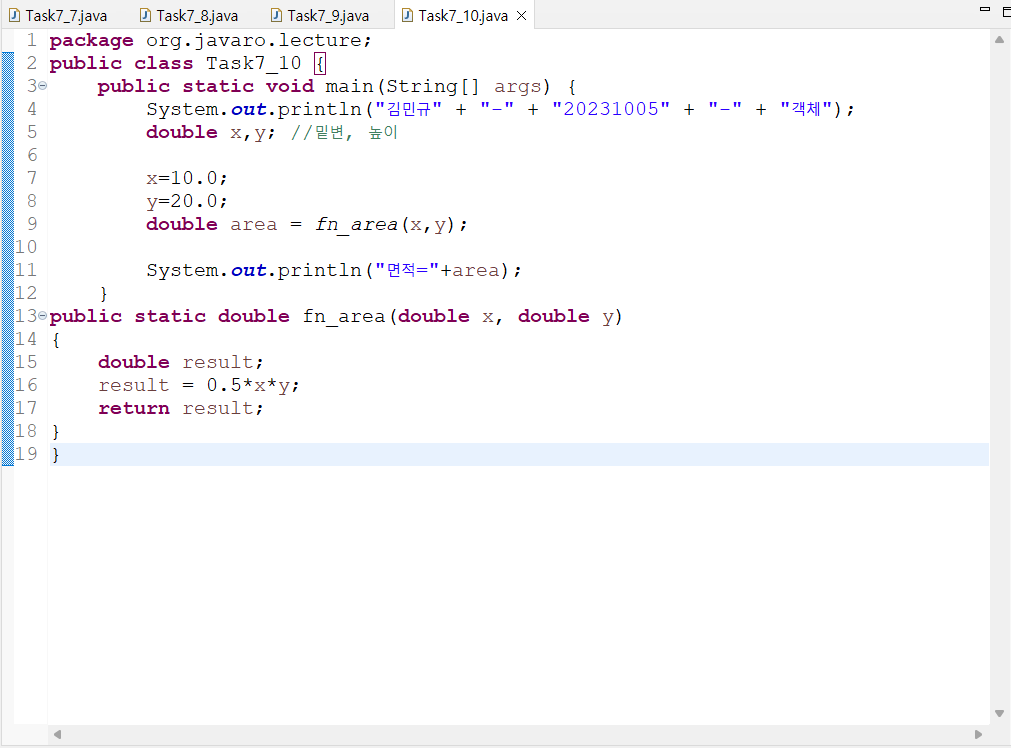 Task7_7.java Task7_8.java Task7_9.java Task7_10.java
1 package org.javaro.lecture;
2 public class Task7_10 {
3 public static void main(String[] args) {
4 System.out.println("김민규" + "-" + "20231005" + "-" + "객체");
5 double x,y; //밑변, 높이
6
7 x=10.0;
8 y=20.0;
9 double area = fn_area(x,y);
10
11 System.out.println("면적="+area);
12 }
13 public static double fn_area(double x, double y)
14 {
15 double result;
16 result = 0.5*x*y;
17 return result;
18 }
19 }